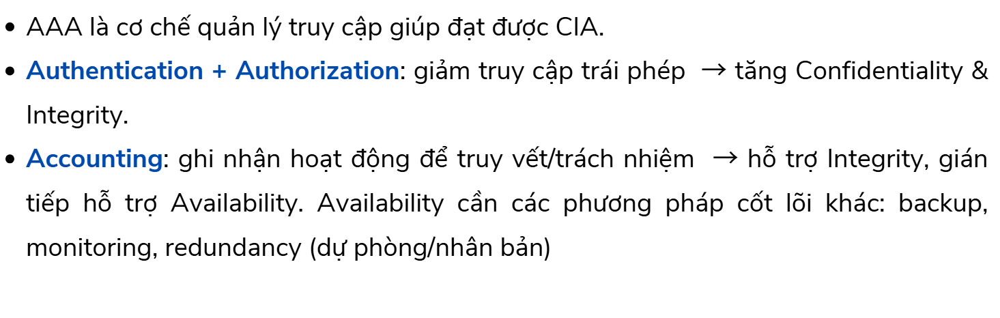 • AAA là cơ chế quản lý truy cập giúp đạt được CIA.
• Authentication + Authorization: giảm truy cập trái phép → tăng Confidentiality &
Integrity.
• Accounting: ghi nhận hoạt động để truy vết/trách nhiệm → hỗ trợ Integrity, gián
tiếp hỗ trợ Availability. Availability cần các phương pháp cốt lõi khác: backup,
monitoring, redundancy (dự phòng/nhân bản)